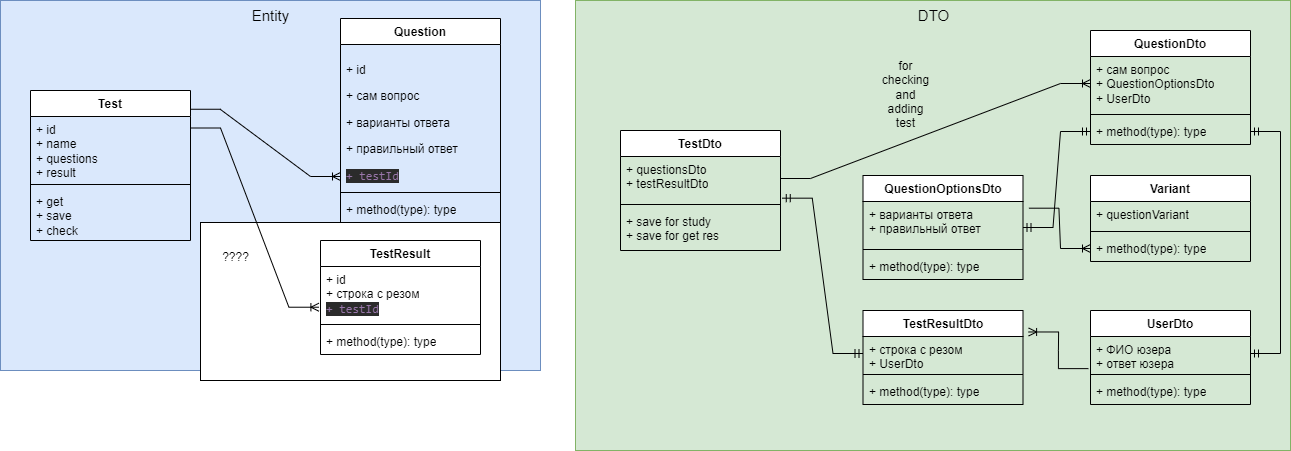 Entity
Question
+ id
+ сам вопрос
+ варианты ответа
+ правильный ответ
+ testId
+ method(type): type
Test
+ id
+ name
+ questions
+ result
+ get
+ save
+ check
????
TestResult
+ id
+ строка с резом
+ testId
+ method(type): type
DTO
for
checking
and
adding
test
QuestionDto
+ сам вопрос
+ QuestionOptionsDto
+ UserDto
+ method(type): type
TestDto
+ questionsDto
+ testResultDto
+ save for study
+ save for get res
QuestionOptionsDto
+ варианты ответа
+ правильный ответ
+ method(type): type
Variant
+ questionVariant
+ method(type): type
TestResultDto
+ строка с резом
+ UserDto
+ method(type): type
UserDto
+ ФИО юзера
+ ответ юзера
+ method(type): type